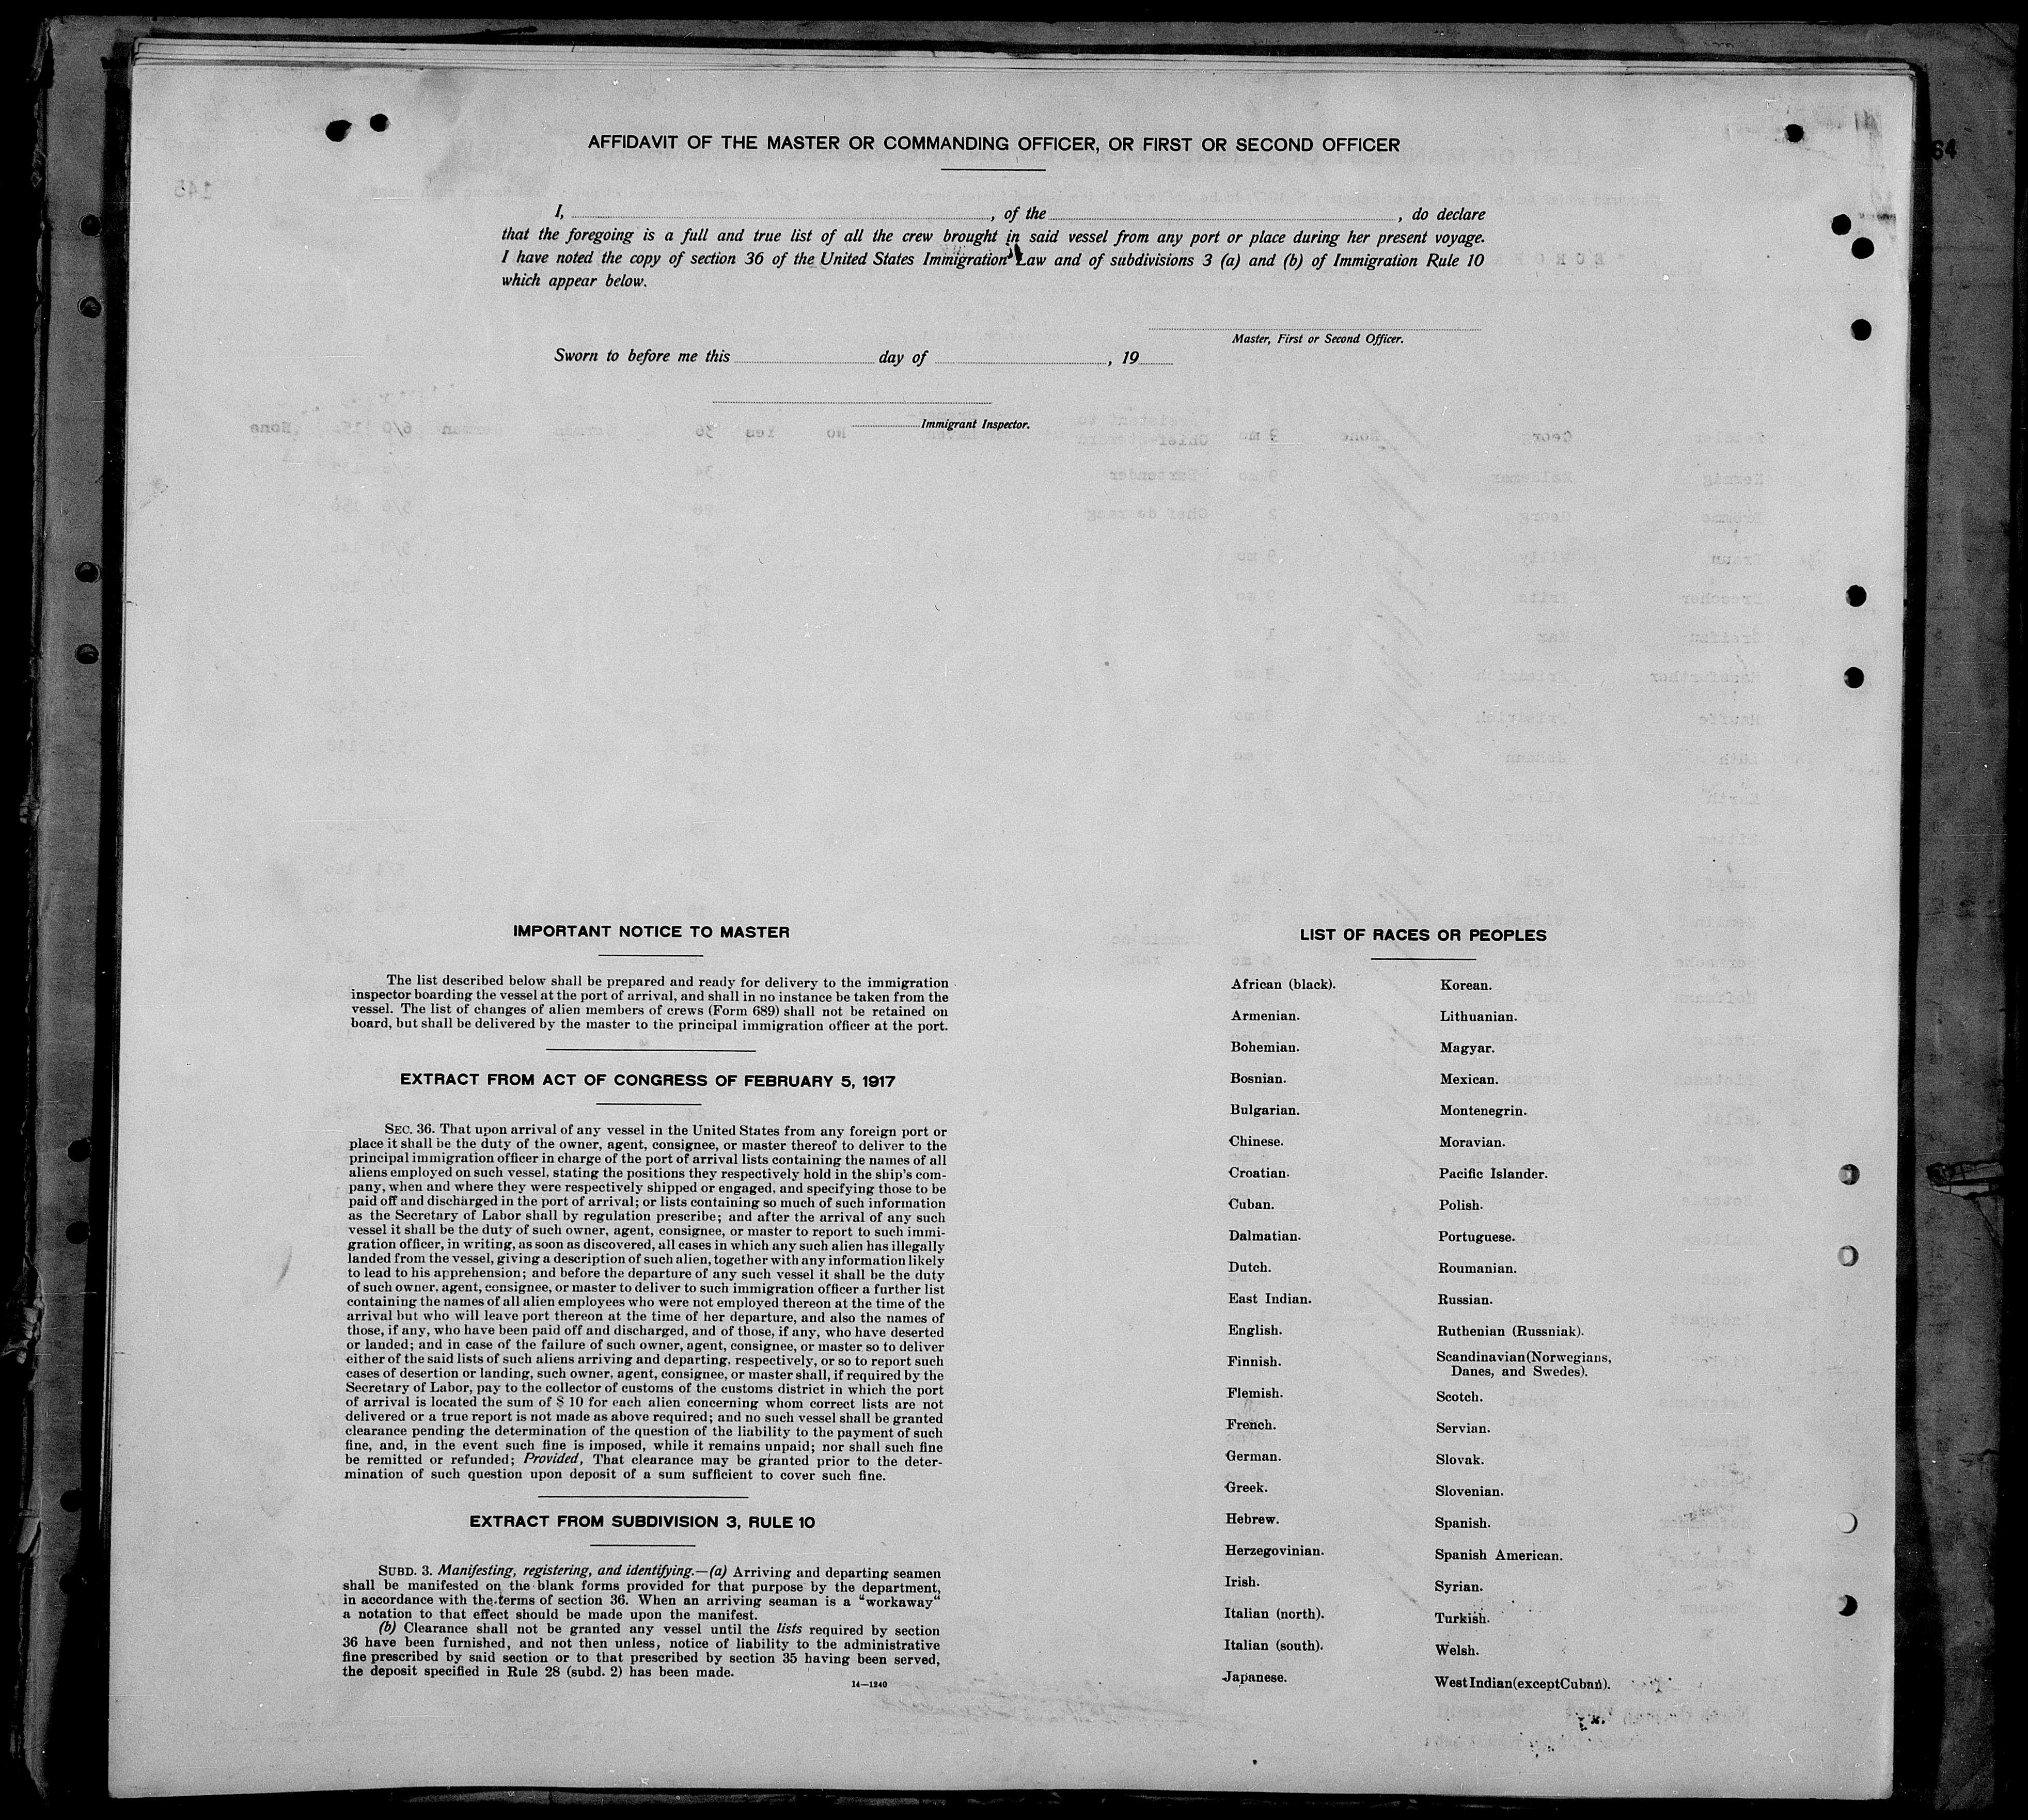 AFFIDAVIT OF THE MASTER OR COMMANDING OFFICER, OR FIRST OR SECOND OFFICER
64
I, , of the , do declare
that the foregoing is a full and true list of all the crew brought in said vessel from any port or place during her present voyage.
I have noted the copy of section 36 of the United States Immigration Law and of subdivisions 3 (a) and (b) of Immigration Rule 10
which appear below.
Master, First or Second Officer.
Sworn to before me this day of , 19
Immigrant Inspector.
IMPORTANT NOTICE TO MASTER
The list described below shall be prepared and ready for delivery to the immigration
inspector boarding the vessel at the port of arrival, and shall in no instance be taken from the
vessel. The list of changes of alien members of crews (Form 689) shall not be retained on
board, but shall be delivered by the master to the principal immigration officer at the port.
EXTRACT FROM ACT OF CONGRESS OF FEBRUARY 5, 1917
SEC. 36. That upon arrival of any vessel in the United States from any foreign port or
place it shall be the duty of the owner, agent, consignee, or master thereof to deliver to the
principal immigration officer in charge of the port of arrival lists containing the names of all
aliens employed on such vessel, stating the positions they respectively hold in the ship's com-
pany, when and where they were respectively shipped or engaged, and specifying those to be
paid off and discharged in the port of arrival; or lists containing so much of such information
as the Secretary of Labor shall by regulation prescribe; and after the arrival of any such
vessel it shall be the duty of such owner, agent, consignee, or master to report to such immi-
gration officer, in writing, as soon as discovered, all cases in which any such alien has illegally
landed from the vessel, giving a description of such alien, together with any information likely
to lead to his apprehension; and before the departure of any such vessel it shall be the duty
of such owner, agent, consignee, or master to deliver to such immigration officer a further list
containing the names of all alien employees who were not employed thereon at the time of the
arrival but who will leave port thereon at the time of her departure, and also the names of
those, if any, who have been paid off and discharged, and of those, if any, who have deserted
or landed; and in case of the failure of such owner, agent, consignee, or master so to deliver
either of the said lists of such aliens arriving and departing, respectively, or so to report such
cases of desertion or landing, such owner, agent, consignee, or master shall, if required by the
Secretary of Labor, pay to the collector of customs of the customs district in which the port
of arrival is located the sum of $ 10 for each alien concerning whom correct lists are not
delivered or a true report is not made as above required; and no such vessel shall be granted
clearance pending the determination of the question of the liability to the payment of such
fine, and, in the event such fine is imposed, while it remains unpaid; nor shall such fine
be remitted or refunded; Provided, That clearance may be granted prior to the deter-
mination of such question upon deposit of a sum sufficient to cover such fine.
EXTRACT FROM SUBDIVISION 3, RULE 10
SUBD. 3. Manifesting, registering, and identifying.—(a) Arriving and departing seamen
shall be manifested on the blank forms provided for that purpose by the department,
in accordance with the terms of section 36. When an arriving seaman is a “workaway“
a notation to that effect should be made upon the manifest.
(b) Clearance shall not be granted any vessel until the lists required by section
36 have been furnished, and not then unless, notice of liability to the administrative
fine prescribed by said section or to that prescribed by section 35 having been served,
the deposit specified in Rule 28 (subd. 2) has been made.
14—1240
LIST OF RACES OR PEOPLES
African (black).
Armenian.
Bohemian.
Bosnian.
Bulgarian.
Chinese.
Croatian.
Cuban.
Dalmatian.
Dutch.
East Indian.
English.
Finnish.
Flemish.
French.
German.
Greek.
Hebrew.
Herzegovinian.
Irish.
Italian (north).
Italian (south).
Japanese.
Korean.
Lithuanian.
Magyar.
Mexican.
Montenegrin.
Moravian.
Pacific Islander.
Polish.
Portuguese.
Roumanian.
Russian.
Ruthenian (Russniak).
Scandinavian (Norwegians,
Danes, and Swedes).
Scotch.
Servian.
Slovak.
Slovenian.
Spanish.
Spanish American.
Syrian.
Turkish.
Welsh.
West Indian (except Cuban).